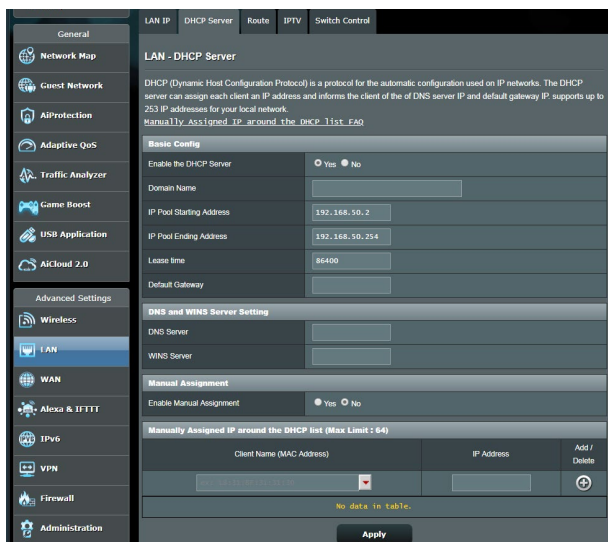 General
Network Map
Guest Network
AiProtection
Adaptive QoS
Traffic Analyzer
Game Boost
USB Application
AiCloud 2.0
Advanced Settings
Wireless
LAN
WAN
Alexa & IFTTT
IPv6
VPN
Firewall
Administration
LAN IP DHCP Server Route IPTV Switch Control
LAN - DHCP Server
DHCP (Dynamic Host Configuration Protocol) is a protocol for the automatic configuration used on IP networks. The DHCP
server can assign each client an IP address and informs the client of the of DNS server IP and default gateway IP. supports up to
253 IP addresses for your local network.
Manually Assigned IP around the DHCP list FAQ
Basic Config
Enable the DHCP Server Yes No
Domain Name
IP Pool Starting Address 192.168.50.2
IP Pool Ending Address 192.168.50.254
Lease time 86400
Default Gateway
DNS and WINS Server Setting
DNS Server
WINS Server
Manual Assignment
Enable Manual Assignment Yes No
Manually Assigned IP around the DHCP list (Max Limit : 64)
Client Name (MAC Address) IP Address Add /
Delete
No data in table.
Apply